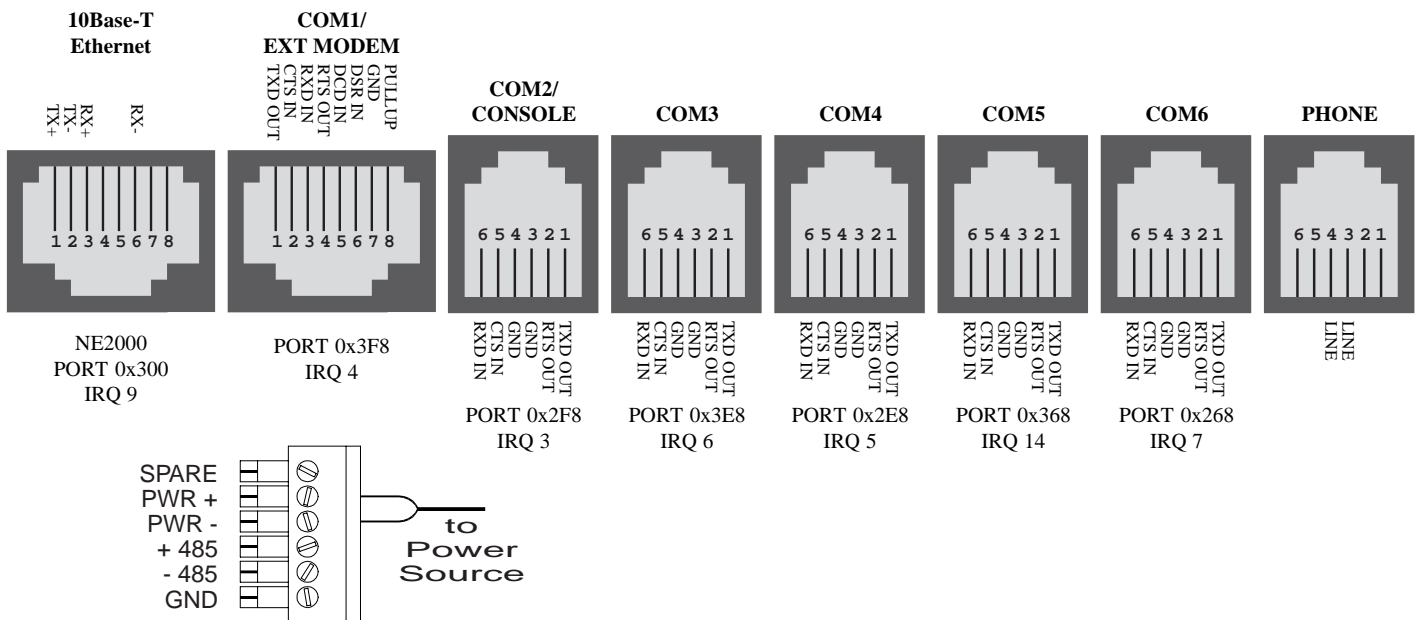 10Base-T
Ethernet
TX+
TX-
RX+
RX-
1 2 3 4 5 6 7 8
NE2000
PORT 0x300
IRQ 9
COM1/
EXT MODEM
TXD OUT
CTS IN
RXD IN
RTS OUT
DCD IN
DSR IN
GND
PULLUP
1 2 3 4 5 6 7 8
PORT 0x3F8
IRQ 4
COM2/
CONSOLE
6 5 4 3 2 1
RXD IN
CTS IN
GND
GND
RTS OUT
TXD OUT
PORT 0x2F8
IRQ 3
COM3
6 5 4 3 2 1
RXD IN
CTS IN
GND
GND
RTS OUT
TXD OUT
PORT 0x3E8
IRQ 6
COM4
6 5 4 3 2 1
RXD IN
CTS IN
GND
GND
RTS OUT
TXD OUT
PORT 0x2E8
IRQ 5
COM5
6 5 4 3 2 1
RXD IN
CTS IN
GND
GND
RTS OUT
TXD OUT
PORT 0x368
IRQ 14
COM6
6 5 4 3 2 1
RXD IN
CTS IN
GND
GND
RTS OUT
TXD OUT
PORT 0x268
IRQ 7
PHONE
6 5 4 3 2 1
LINE
LINE
SPARE
PWR +
PWR -
+ 485
- 485
GND
to
Power
Source